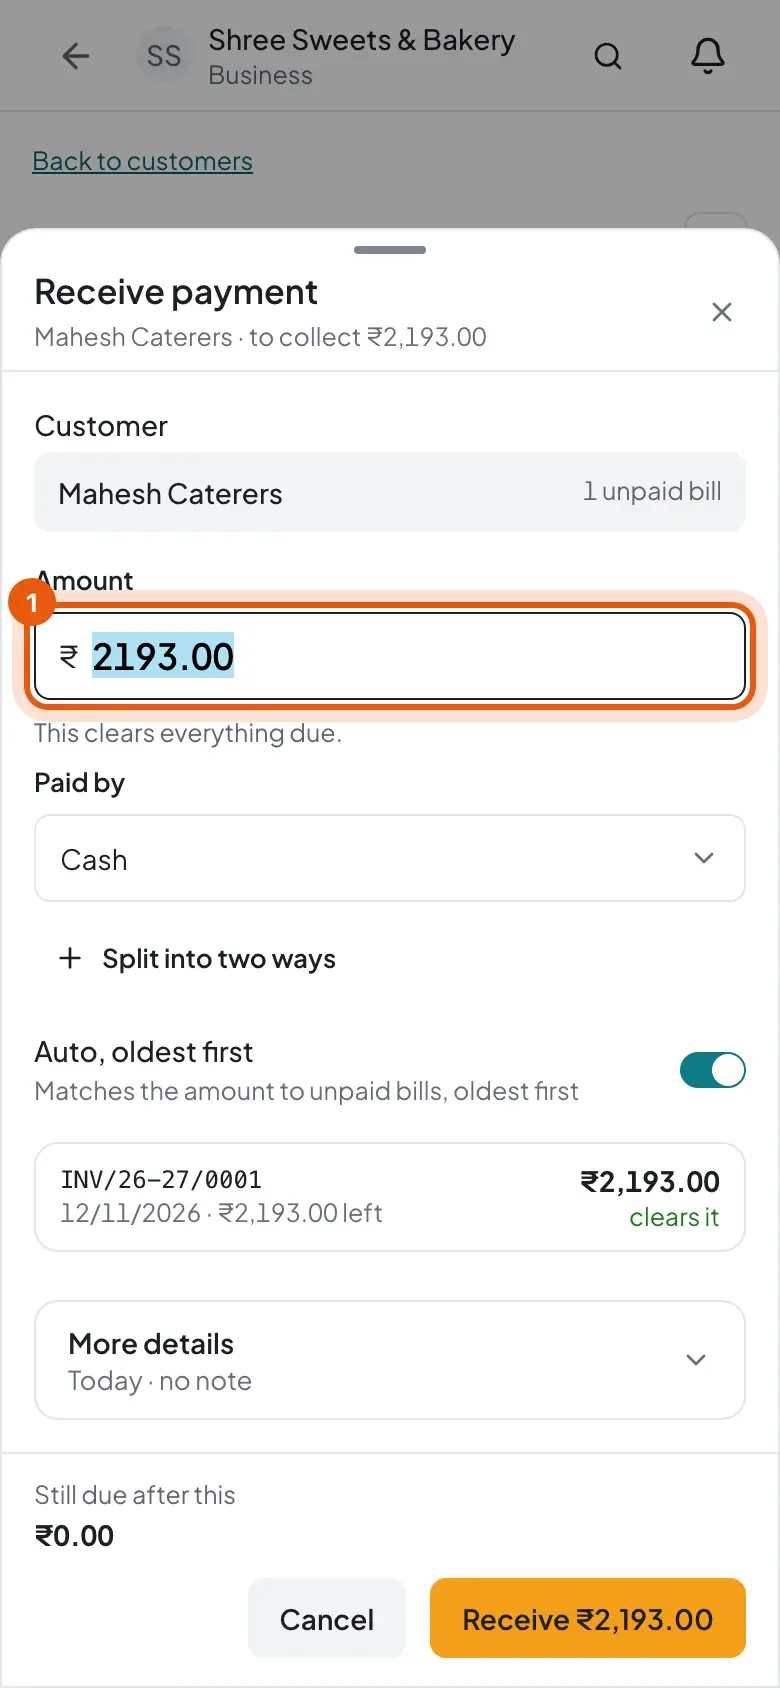 SS
Shree Sweets & Bakery
Business
Back to customers
Receive payment
Mahesh Caterers · to collect ₹2,193.00
Customer
Mahesh Caterers
1 unpaid bill
Amount
1
₹ 2193.00
This clears everything due.
Paid by
Cash
+ Split into two ways
Auto, oldest first
Matches the amount to unpaid bills, oldest first
INV/26-27/0001
₹2,193.00
12/11/2026 · ₹2,193.00 left
clears it
More details
Today · no note
Still due after this
₹0.00
Cancel
Receive ₹2,193.00